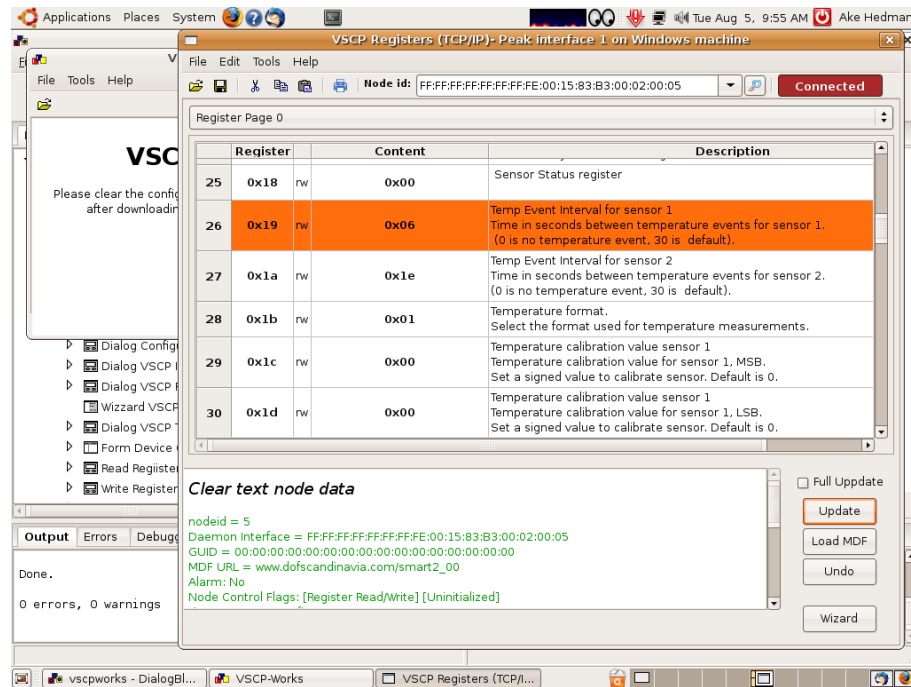 Applications Places System
Tue Aug 5, 9:55 AM
Ake Hedman
VSCP Registers (TCP/IP)- Peak interface 1 on Windows machine
File Edit Tools Help
Node id: FF:FF:FF:FF:FF:FF:FF:FE:00:15:83:B3:00:02:00:05
Connected
Register Page 0
Register Content Description
25 0x18 rw 0x00 Sensor Status register
26 0x19 rw 0x06
Temp Event Interval for sensor 1
Time in seconds between temperature events for sensor 1.
(0 is no temperature event, 30 is default).
27 0x1a rw 0x1e
Temp Event Interval for sensor 2
Time in seconds between temperature events for sensor 2.
(0 is no temperature event, 30 is default).
28 0x1b rw 0x01
Temperature format.
Select the format used for temperature measurements.
29 0x1c rw 0x00
Temperature calibration value sensor 1
Temperature calibration value for sensor 1, MSB.
Set a signed value to calibrate sensor. Default is 0.
30 0x1d rw 0x00
Temperature calibration value sensor 1
Temperature calibration value for sensor 1, LSB.
Set a signed value to calibrate sensor. Default is 0.
Clear text node data
nodeid = 5
Daemon Interface = FF:FF:FF:FF:FF:FF:FF:FE:00:15:83:B3:00:02:00:05
GUID = 00:00:00:00:00:00:00:00:00:00:00:00:00:00:00:00
MDF URL = www.dofscandinavia.com/smart2_00
Alarm: No
Node Control Flags: [Register Read/Write] [Uninitialized]
Full Uppdate
Update
Load MDF
Undo
Wizard
V
File Tools Help
VSC
Please clear the config
after downloadin
Dialog Config
Dialog VSCP
Dialog VSCP
Wizzard VSCP
Dialog VSCP
Form Device
Read Regiister
Write Register
Output Errors Debug
Done.
0 errors, 0 warnings
vscpworks - DialogBl...
VSCP-Works
VSCP Registers (TCP/I...